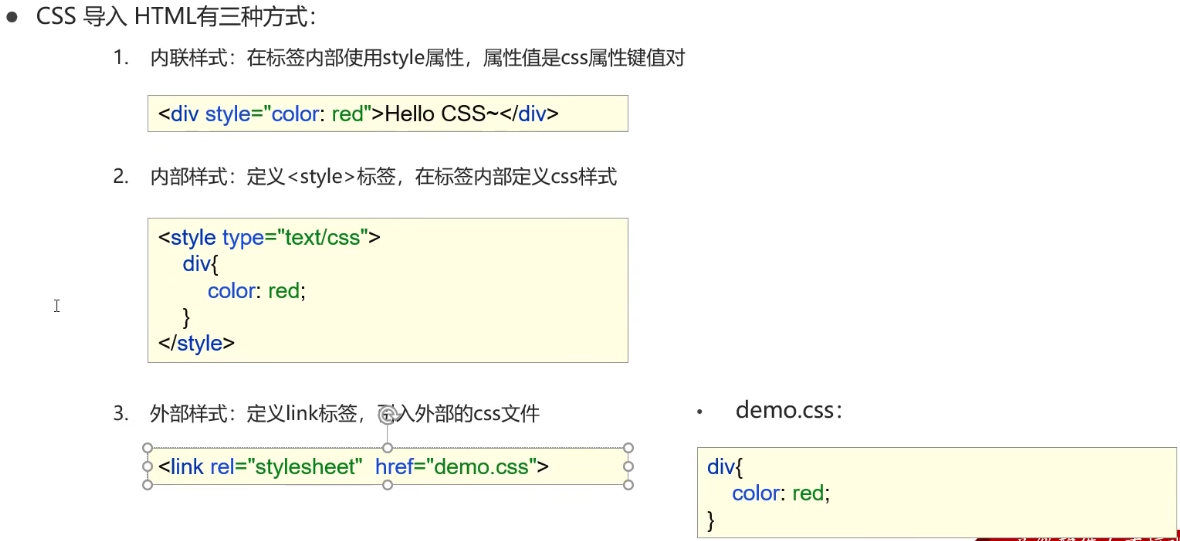 ● CSS 导入 HTML有三种方式：
1. 内联样式：在标签内部使用style属性，属性值是css属性键值对
<div style="color: red">Hello CSS~</div>
2. 内部样式：定义<style>标签，在标签内部定义css样式
<style type="text/css">
div{
color: red;
}
</style>
3. 外部样式：定义link标签，引入外部的css文件
<link rel="stylesheet" href="demo.css">
• demo.css：
div{
color: red;
}